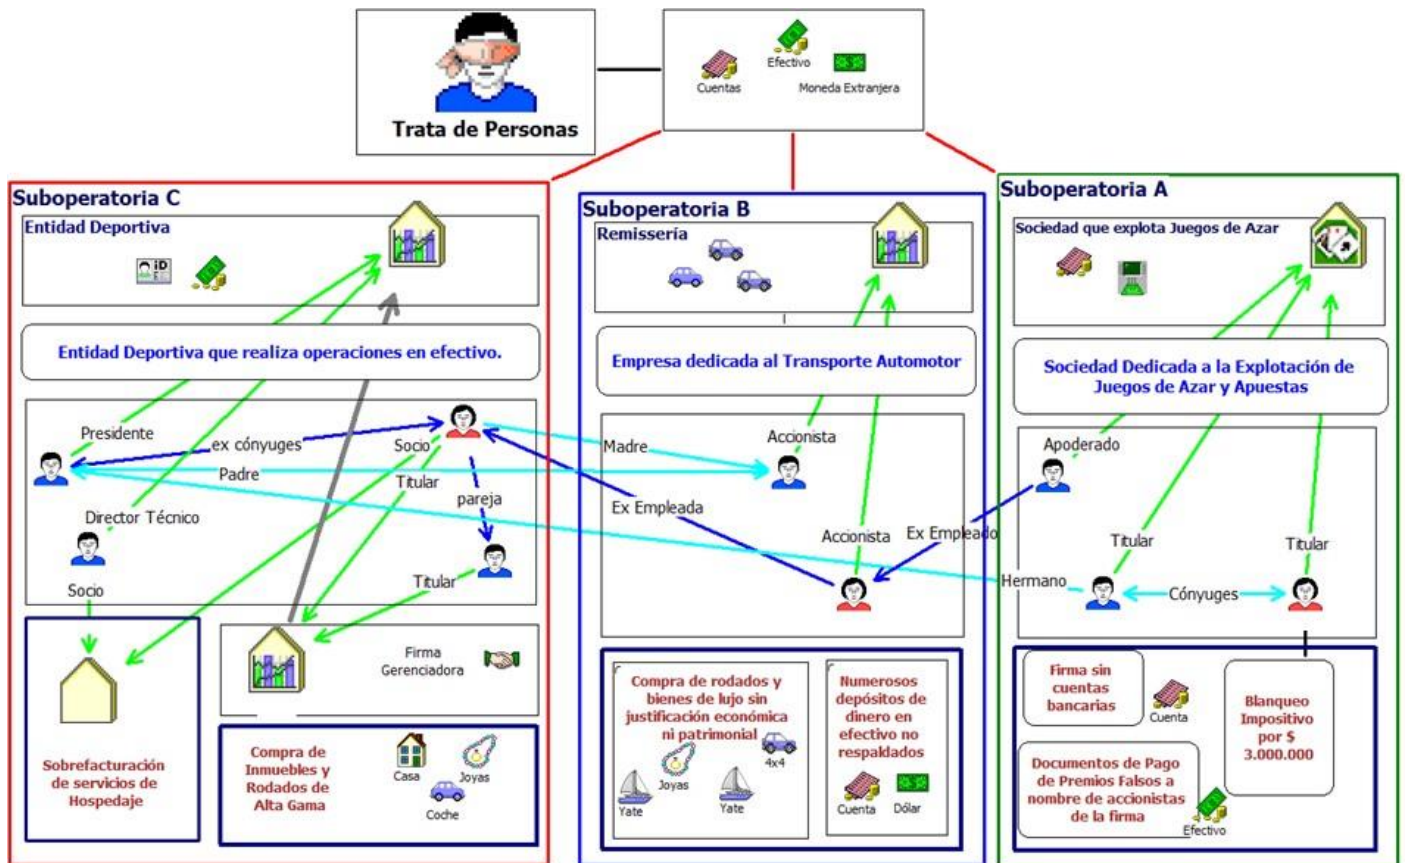 Trata de Personas
Cuentas
Efectivo
Moneda Extranjera
Suboperatoria C
Entidad Deportiva
iD
Entidad Deportiva que realiza operaciones en efectivo.
Presidente
ex cónyuges
Socio
Padre
Titular
pareja
Director Técnico
Titular
Socio
Firma
Gerenciadora
Sobrefacturación
de servicios de
Hospedaje
Compra de
Inmuebles y
Rodados de
Alta Gama
Casa
Joyas
Coche
Suboperatoria B
Remissería
Empresa dedicada al Transporte Automotor
Madre
Accionista
Ex Empleada
Accionista
Ex Empleado
Compra de rodados y
bienes de lujo sin
justificación económica
ni patrimonial
4x4
Joyas
Yate
Yate
Numerosos
depósitos de
dinero en
efectivo no
respaldados
Cuenta
Dólar
Suboperatoria A
Sociedad que explota Juegos de Azar
Sociedad Dedicada a la Explotación de
Juegos de Azar y Apuestas
Apoderado
Titular
Titular
Hermano
Cónyuges
Firma sin
cuentas
bancarias
Cuenta
Blanqueo
Impositivo
por $
3.000.000
Documentos de Pago
de Premios Falsos a
nombre de accionistas
de la firma
Efectivo